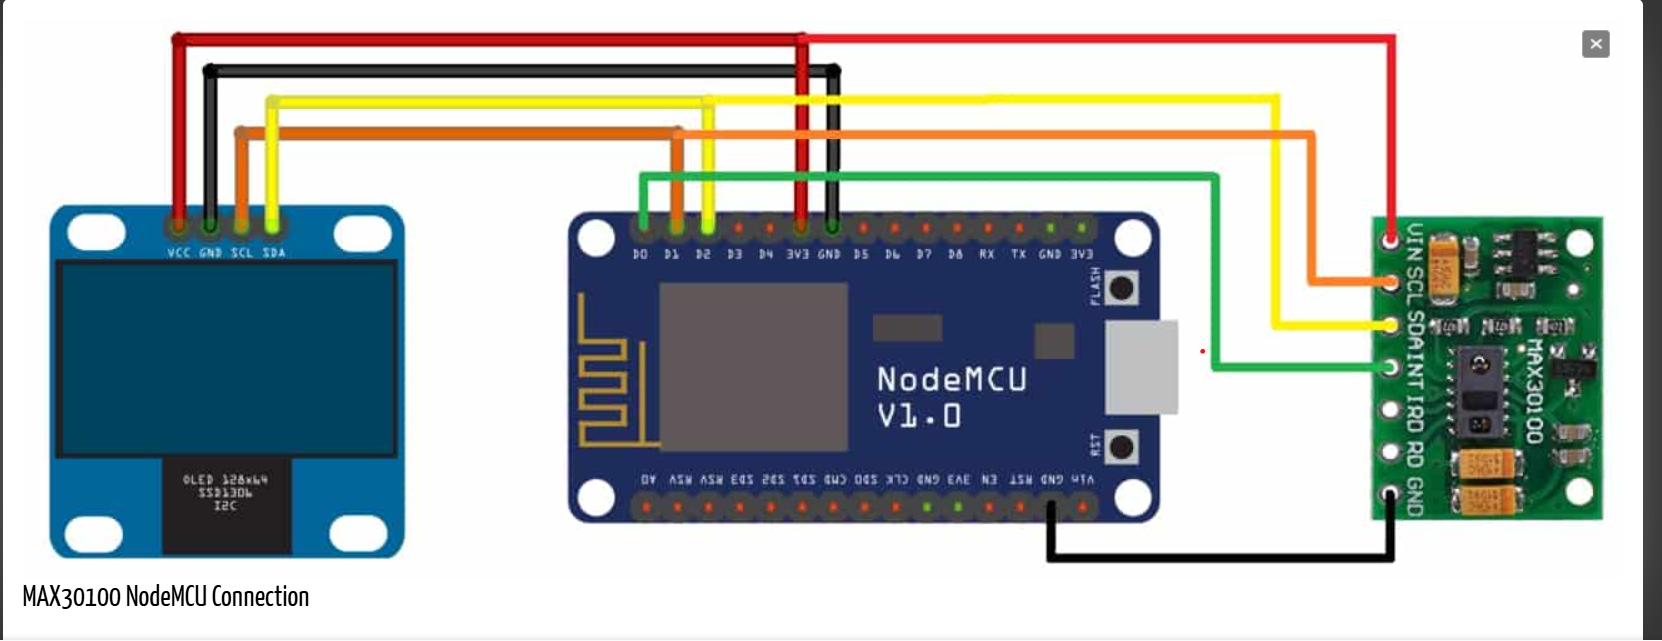 VCC GND SCL SDA
OLED 128x64
SSD1306
I2C
D0 D1 D2 D3 D4 3V3 GND D5 D6 D7 D8 RX TX GND 3V3
FLASH
NodeMCU
V1.0
RST
A0 RSV RSV SD3 SD2 SD1 CMD SD0 CLK GND 3V3 EN RST GND Vin
VIN SCL SDA INT IRD RD GND
MAX30100
MAX30100 NodeMCU Connection